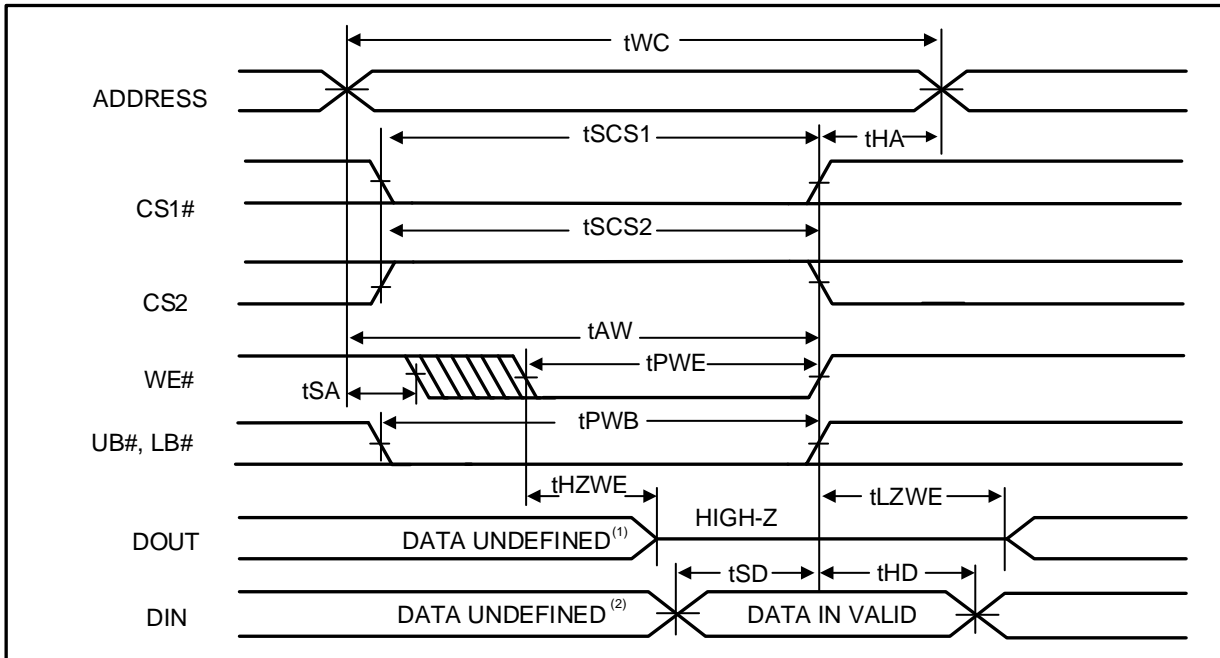 tWC
ADDRESS
tSCS1
tHA
CS1#
tSCS2
CS2
tAW
WE#
tPWE
tSA
tPWB
UB#, LB#
tHZWE
tLZWE
HIGH-Z
DOUT
DATA UNDEFINED(1)
tSD
tHD
DIN
DATA UNDEFINED (2)
DATA IN VALID